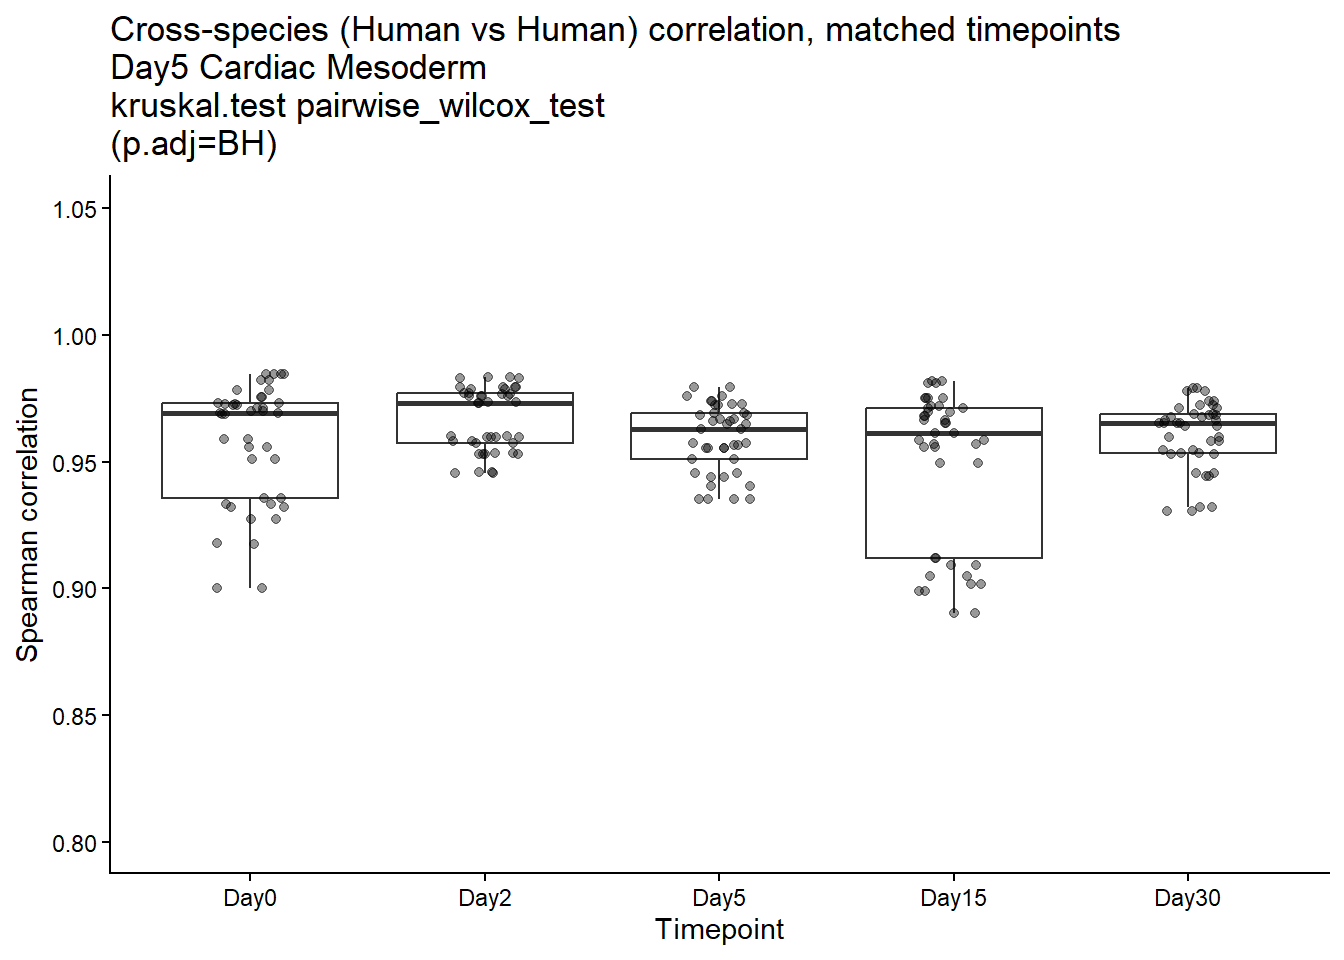 Cross-species (Human vs Human) correlation, matched timepoints
Day5 Cardiac Mesoderm
kruskal.test pairwise_wilcox_test
(p.adj=BH)
1.05
1.00
0.95
0.90
0.85
0.80
Spearman correlation
Day0 Day2 Day5 Day15 Day30
Timepoint